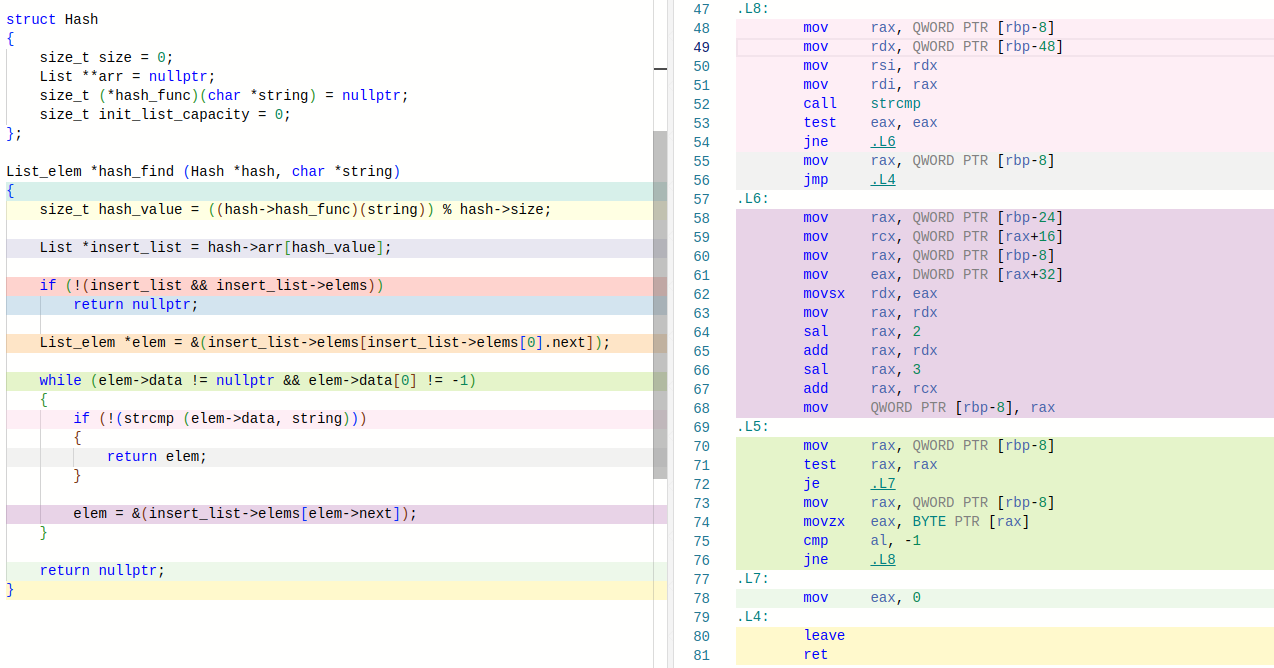 struct Hash
{
    size_t size = 0;
    List **arr = nullptr;
    size_t (*hash_func)(char *string) = nullptr;
    size_t init_list_capacity = 0;
};

List_elem *hash_find (Hash *hash, char *string)
{
    size_t hash_value = ((hash->hash_func)(string)) % hash->size;

    List *insert_list = hash->arr[hash_value];

    if (!(insert_list && insert_list->elems))
        return nullptr;

    List_elem *elem = &(insert_list->elems[insert_list->elems[0].next]);

    while (elem->data != nullptr && elem->data[0] != -1)
    {
        if (!(strcmp (elem->data, string)))
        {
            return elem;
        }

        elem = &(insert_list->elems[elem->next]);
    }

    return nullptr;
}
47 .L8:
48         mov     rax, QWORD PTR [rbp-8]
49         mov     rdx, QWORD PTR [rbp-48]
50         mov     rsi, rdx
51         mov     rdi, rax
52         call    strcmp
53         test    eax, eax
54         jne     .L6
55         mov     rax, QWORD PTR [rbp-8]
56         jmp     .L4
57 .L6:
58         mov     rax, QWORD PTR [rbp-24]
59         mov     rcx, QWORD PTR [rax+16]
60         mov     rax, QWORD PTR [rbp-8]
61         mov     eax, DWORD PTR [rax+32]
62         movsx   rdx, eax
63         mov     rax, rdx
64         sal     rax, 2
65         add     rax, rdx
66         sal     rax, 3
67         add     rax, rcx
68         mov     QWORD PTR [rbp-8], rax
69 .L5:
70         mov     rax, QWORD PTR [rbp-8]
71         test    rax, rax
72         je      .L7
73         mov     rax, QWORD PTR [rbp-8]
74         movzx   eax, BYTE PTR [rax]
75         cmp     al, -1
76         jne     .L8
77 .L7:
78         mov     eax, 0
79 .L4:
80         leave
81         ret